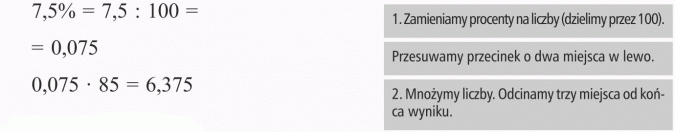 7,5% = 7,5 : 100 =
= 0,075
0,075 · 85 = 6,375
1. Zamieniamy procenty na liczby (dzielimy przez 100).
Przesuwamy przecinek o dwa miejsca w lewo.
2. Mnożymy liczby. Odcinamy trzy miejsca od koń-
ca wyniku.